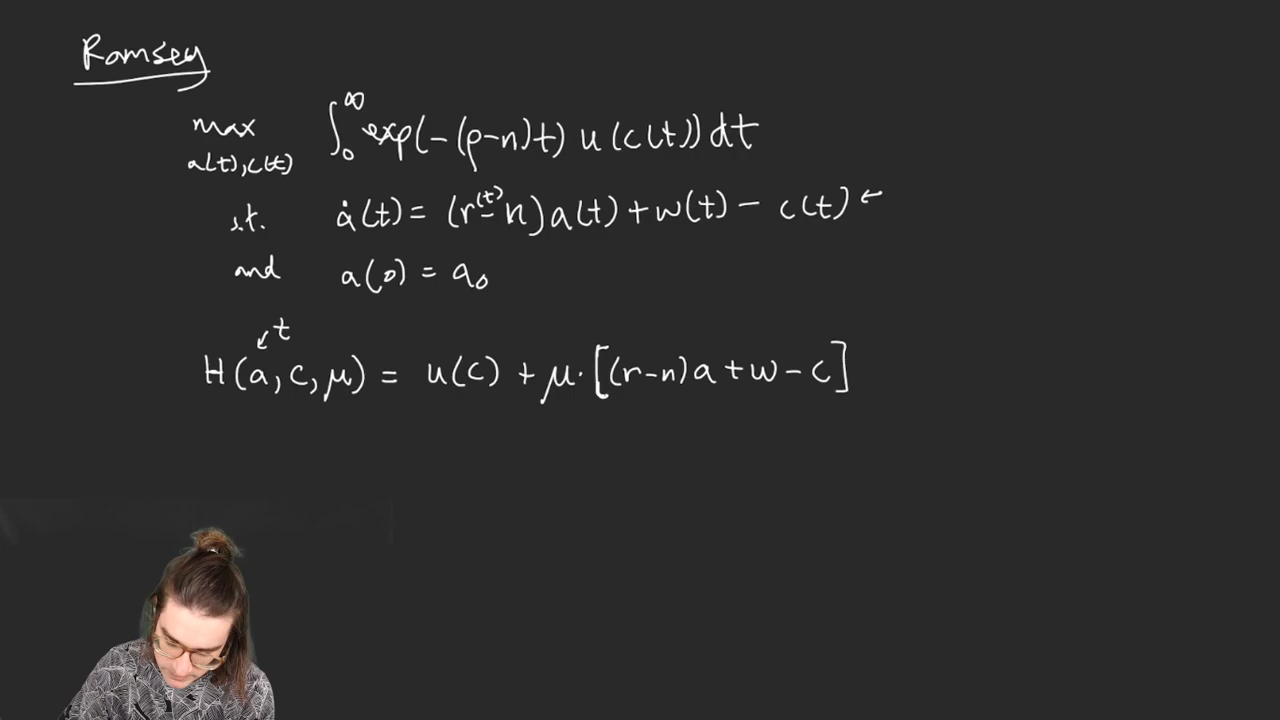 Ramsey
max ∫₀^∞ exp(-(ρ-n)t) u(c(t)) dt
a(t), c(t)
s.t. ȧ(t) = (r(t) - n) a(t) + w(t) - c(t) ←
and a(0) = a₀
↙ t
H(a, c, μ) = u(c) + μ · [(r-n)a + w - c]